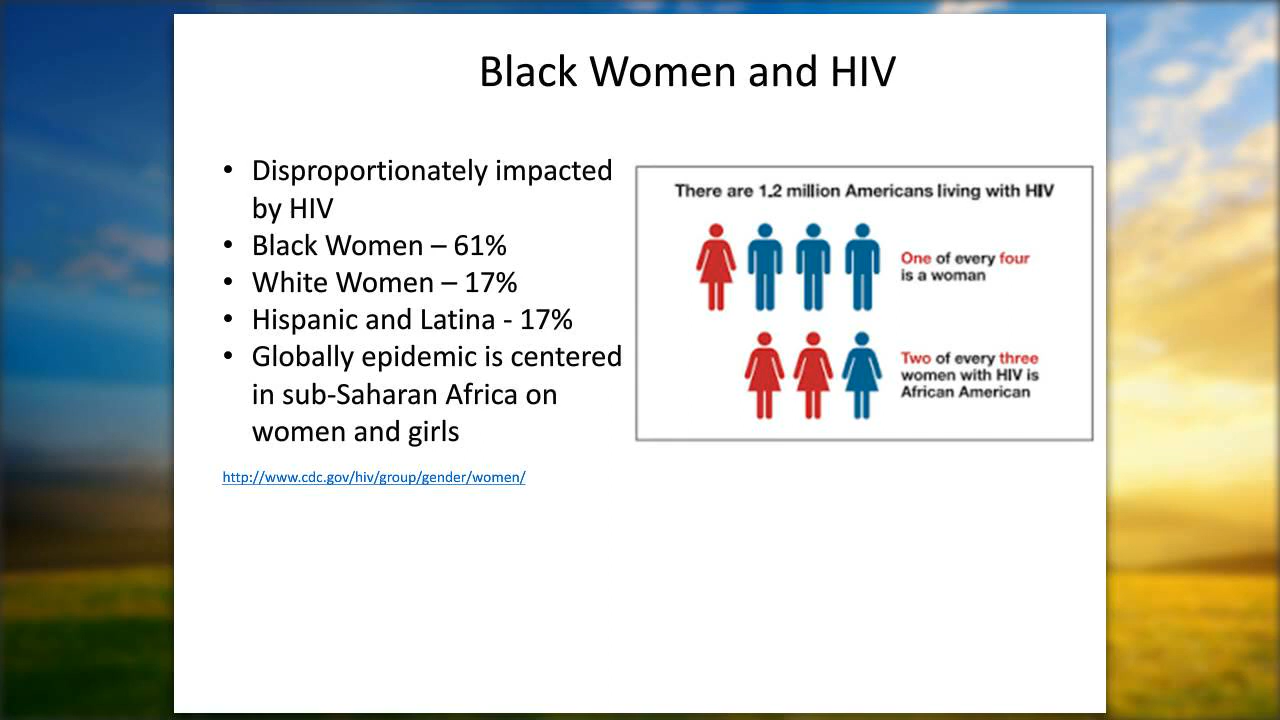 Black Women and HIV
• Disproportionately impacted
by HIV
• Black Women – 61%
• White Women – 17%
• Hispanic and Latina - 17%
• Globally epidemic is centered
in sub-Saharan Africa on
women and girls
http://www.cdc.gov/hiv/group/gender/women/
There are 1.2 million Americans living with HIV
One of every four
is a woman
Two of every three
women with HIV is
African American